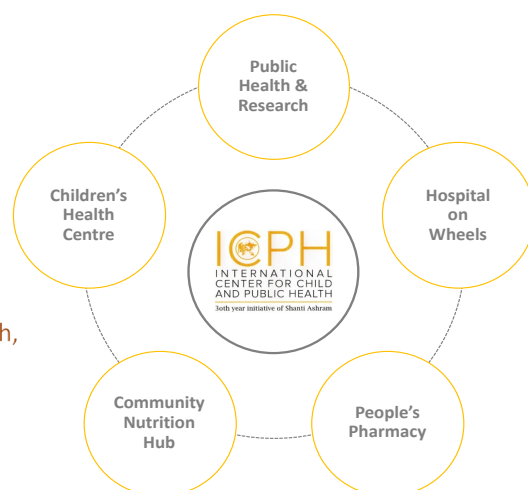 Public
Health &
Research
Children's
Health
Centre
Hospital
on
Wheels
ICPH
INTERNATIONAL
CENTER FOR CHILD
AND PUBLIC HEALTH
30th year initiative of Shanti Ashram
h,
Community
Nutrition
Hub
People's
Pharmacy